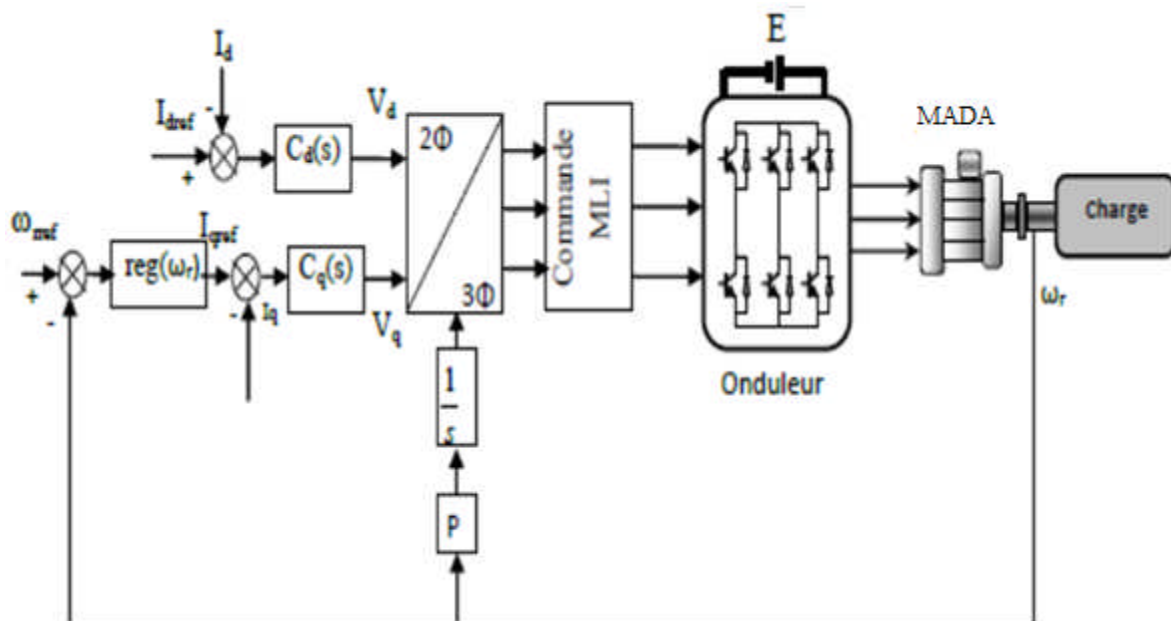 E
I_d
-
I_dref
+
C_d(s)
V_d
2Φ
3Φ
Commande
MLI
MADA
Charge
ω_r
-
+
reg(ω_r)
I_qref
-
I_q
C_q(s)
V_q
1
s
P
Onduleur